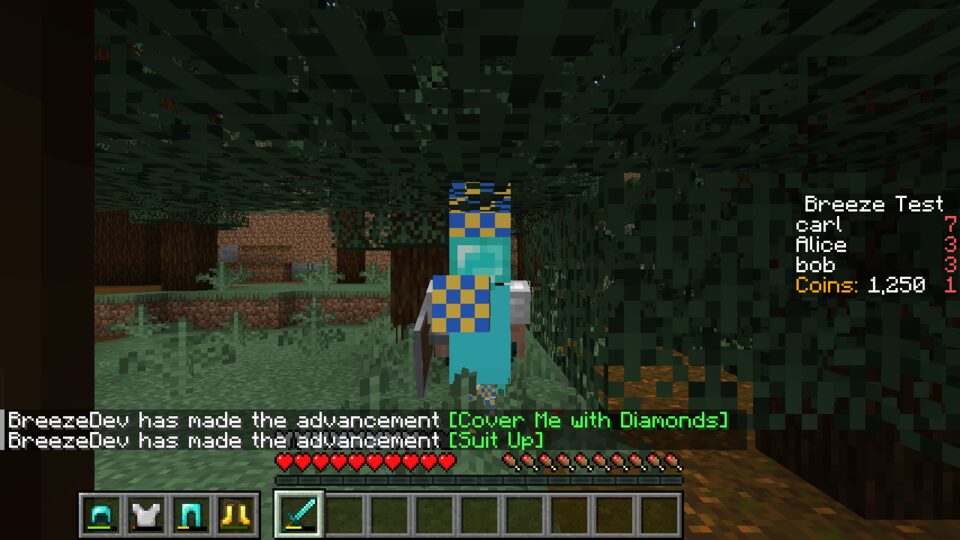 Breeze Test
carl 7
Alice 3
bob 3
Coins: 1,250 1
BreezeDev has made the advancement [Cover Me with Diamonds]
BreezeDev has made the advancement [Suit Up]